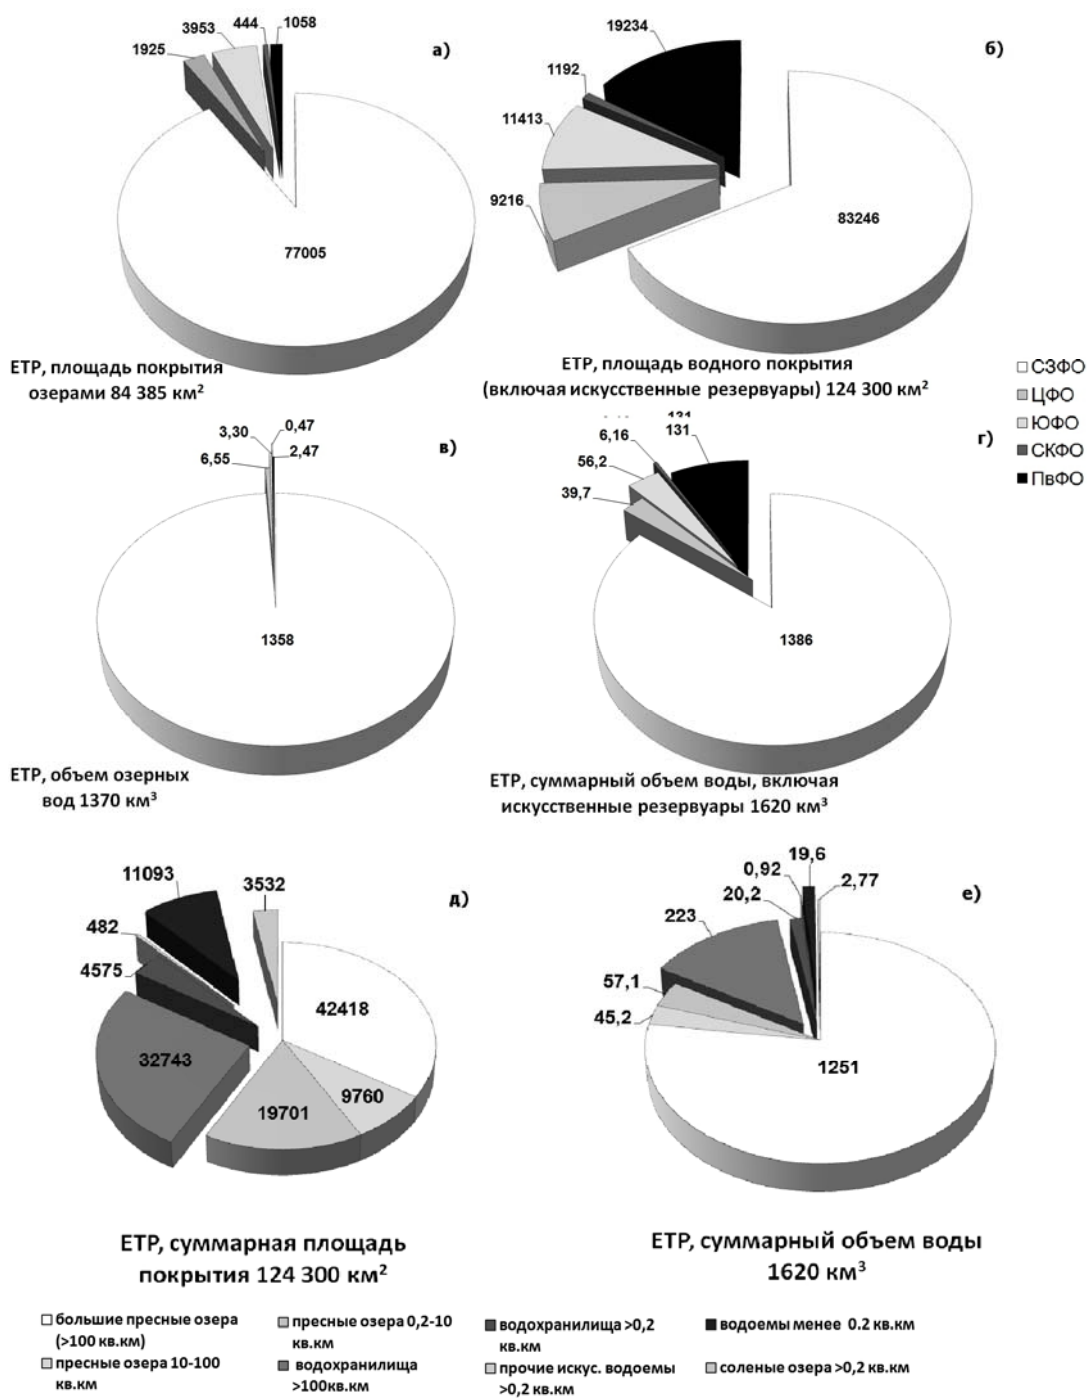 а)
1925
3953
444
1058
77005
ЕТР, площадь покрытия
озерами 84 385 км²
б)
19234
1192
11413
9216
83246
ЕТР, площадь водного покрытия
(включая искусственные резервуары) 124 300 км²
СЗФО
ЦФО
ЮФО
СКФО
ПвФО
в)
0,47
3,30
2,47
6,55
1358
ЕТР, объем озерных
вод 1370 км³
г)
131
131
6,16
56,2
39,7
1386
ЕТР, суммарный объем воды, включая
искусственные резервуары 1620 км³
д)
11093
3532
482
4575
42418
32743
9760
19701
ЕТР, суммарная площадь
покрытия 124 300 км²
е)
19,6
0,92
2,77
20,2
223
57,1
45,2
1251
ЕТР, суммарный объем воды
1620 км³
большие пресные озера
(>100 кв.км)
пресные озера 0,2-10
кв.км
водохранилища >0,2
кв.км
водоемы менее 0.2 кв.км
пресные озера 10-100
кв.км
водохранилища
>100кв.км
прочие искус. водоемы
>0,2 кв.км
соленые озера >0,2 кв.км